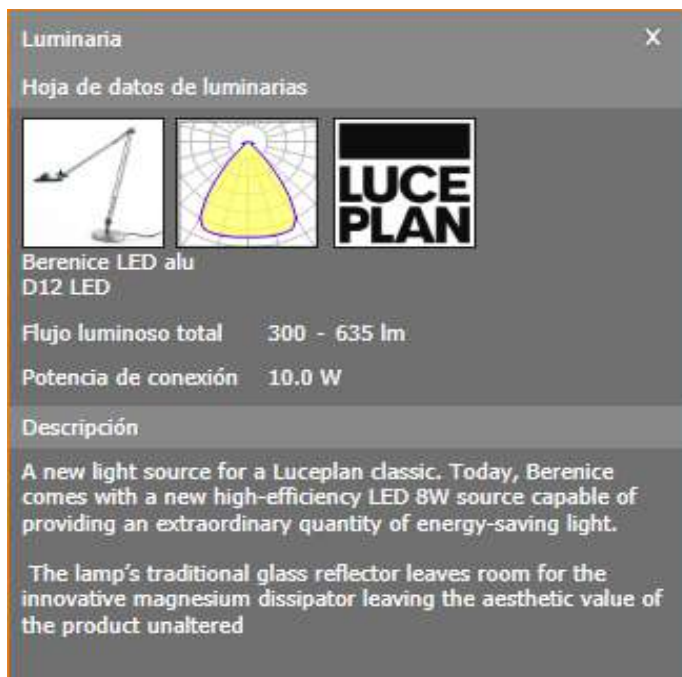 Luminaria X
Hoja de datos de luminarias
LUCE
PLAN
Berenice LED alu
D12 LED
Flujo luminoso total 300 - 635 lm
Potencia de conexión 10.0 W
Descripción
A new light source for a Luceplan classic. Today, Berenice
comes with a new high-efficiency LED 8W source capable of
providing an extraordinary quantity of energy-saving light.
The lamp’s traditional glass reflector leaves room for the
innovative magnesium dissipator leaving the aesthetic value of
the product unaltered